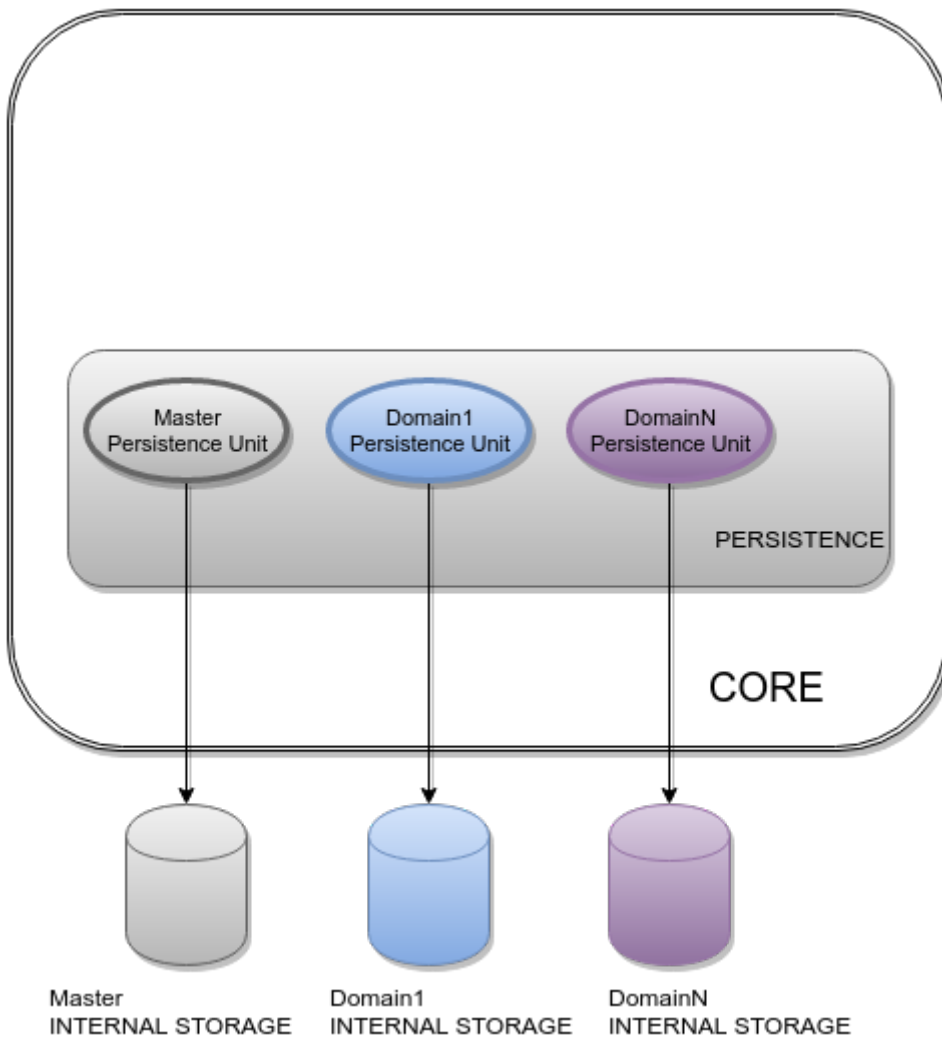 Master
Persistence Unit
Domain1
Persistence Unit
DomainN
Persistence Unit
PERSISTENCE
CORE
Master
INTERNAL STORAGE
Domain1
INTERNAL STORAGE
DomainN
INTERNAL STORAGE